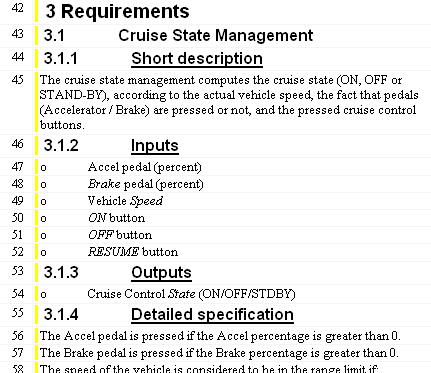 42 3 Requirements
43 3.1 Cruise State Management
44 3.1.1 Short description
45 The cruise state management computes the cruise state (ON, OFF or
STAND-BY), according to the actual vehicle speed, the fact that pedals
(Accelerator / Brake) are pressed or not, and the pressed cruise control
buttons.
46 3.1.2 Inputs
47 o Accel pedal (percent)
48 o Brake pedal (percent)
49 o Vehicle Speed
50 o ON button
51 o OFF button
52 o RESUME button
53 3.1.3 Outputs
54 o Cruise Control State (ON/OFF/STDBY)
55 3.1.4 Detailed specification
56 The Accel pedal is pressed if the Accel percentage is greater than 0.
57 The Brake pedal is pressed if the Brake percentage is greater than 0.
58 The speed of the vehicle is considered to be in the range limit if: